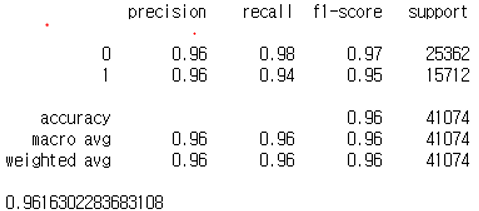 precision recall f1-score support
0 0.96 0.98 0.97 25362
1 0.96 0.94 0.95 15712
accuracy 0.96 41074
macro avg 0.96 0.96 0.96 41074
weighted avg 0.96 0.96 0.96 41074
0.9616302283683108